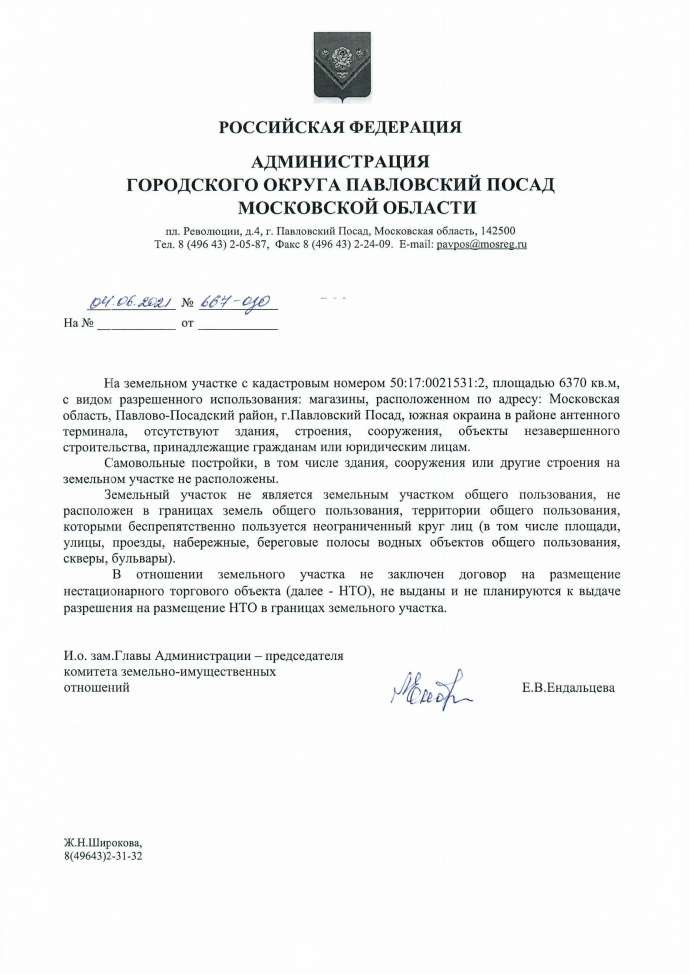 РОССИЙСКАЯ ФЕДЕРАЦИЯ
АДМИНИСТРАЦИЯ
ГОРОДСКОГО ОКРУГА ПАВЛОВСКИЙ ПОСАД
МОСКОВСКОЙ ОБЛАСТИ
пл. Революции, д.4, г. Павловский Посад, Московская область, 142500
Тел. 8 (496 43) 2-05-87, Факс 8 (496 43) 2-24-09. E-mail: pavpos@mosreg.ru
04.06.2021 № 667-озо
На № ____________ от ____________
На земельном участке с кадастровым номером 50:17:0021531:2, площадью 6370 кв.м,
с видом разрешенного использования: магазины, расположенном по адресу: Московская
область, Павлово-Посадский район, г.Павловский Посад, южная окраина в районе антенного
терминала, отсутствуют здания, строения, сооружения, объекты незавершенного
строительства, принадлежащие гражданам или юридическим лицам.
Самовольные постройки, в том числе здания, сооружения или другие строения на
земельном участке не расположены.
Земельный участок не является земельным участком общего пользования, не
расположен в границах земель общего пользования, территории общего пользования,
которыми беспрепятственно пользуется неограниченный круг лиц (в том числе площади,
улицы, проезды, набережные, береговые полосы водных объектов общего пользования,
скверы, бульвары).
В отношении земельного участка не заключен договор на размещение
нестационарного торгового объекта (далее - НТО), не выданы и не планируются к выдаче
разрешения на размещение НТО в границах земельного участка.
И.о. зам.Главы Администрации – председателя
комитета земельно-имущественных
отношений Е.В.Ендальцева
Ж.Н.Широкова,
8(49643)2-31-32